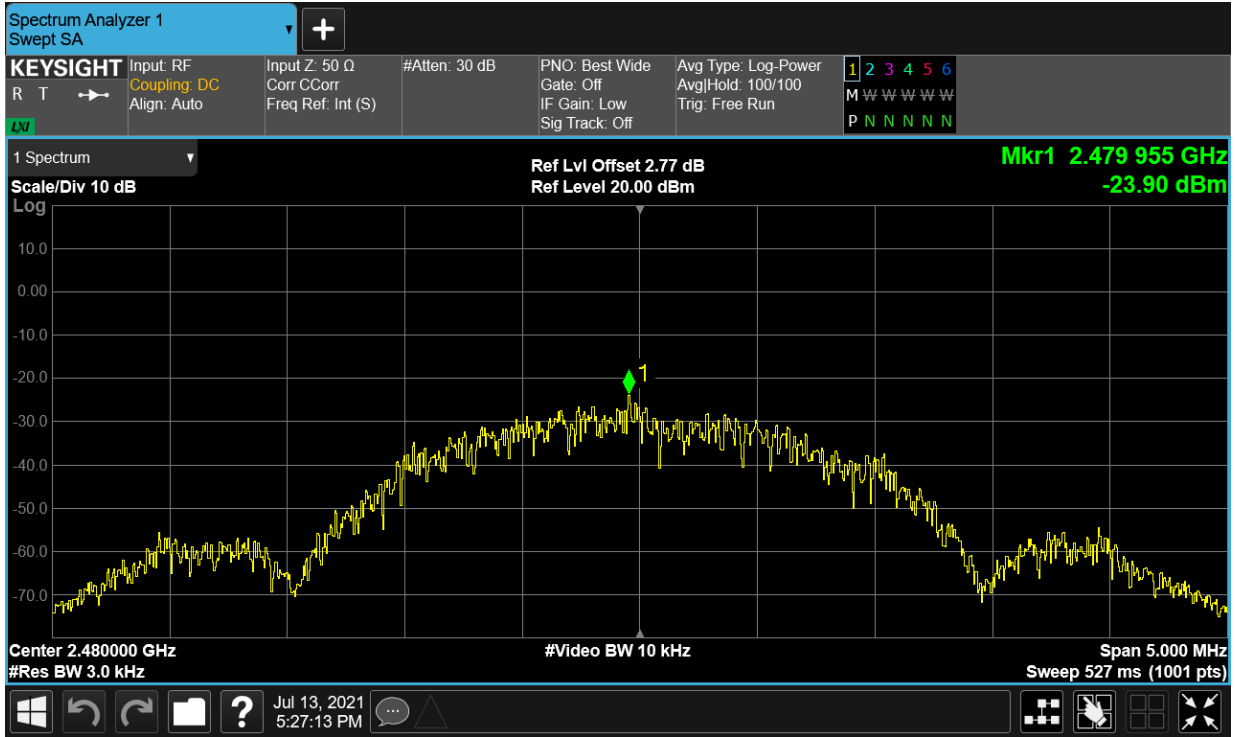 Spectrum Analyzer 1
Swept SA
+
KEYSIGHT
R T
LXI
Input: RF
Coupling: DC
Align: Auto
Input Z: 50 Ω
Corr CCorr
Freq Ref: Int (S)
#Atten: 30 dB
PNO: Best Wide
Gate: Off
IF Gain: Low
Sig Track: Off
Avg Type: Log-Power
Avg|Hold: 100/100
Trig: Free Run
1 2 3 4 5 6
M W W W W W W
P N N N N N N
1 Spectrum
Scale/Div 10 dB
Log
Ref Lvl Offset 2.77 dB
Ref Level 20.00 dBm
Mkr1 2.479 955 GHz
-23.90 dBm
10.0
0.00
-10.0
-20.0
-30.0
-40.0
-50.0
-60.0
-70.0
1
Center 2.480000 GHz
#Res BW 3.0 kHz
#Video BW 10 kHz
Span 5.000 MHz
Sweep 527 ms (1001 pts)
?
Jul 13, 2021
5:27:13 PM